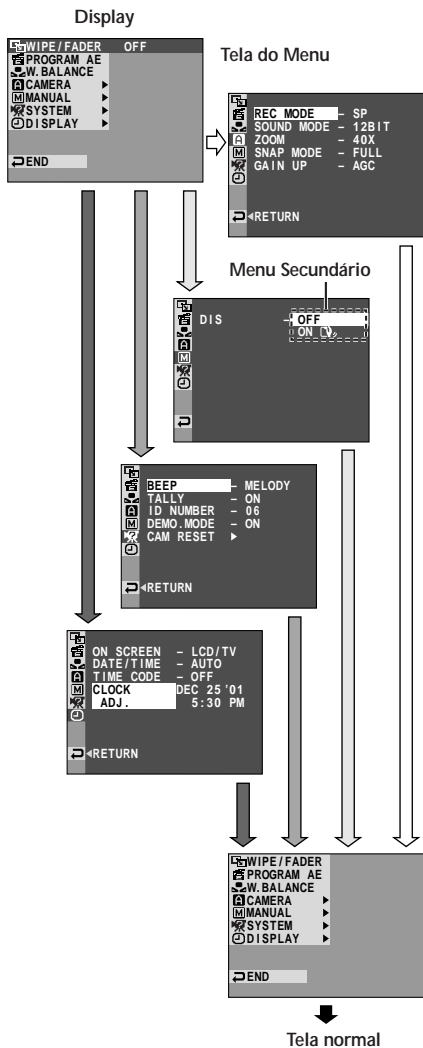 Display
WIPE/FADER OFF
PROGRAM AE
W.BALANCE
CAMERA
MANUAL
SYSTEM
DISPLAY
END
Tela do Menu
REC MODE – SP
SOUND MODE – 12BIT
ZOOM – 40X
SNAP MODE – FULL
GAIN UP – AGC
RETURN
Menu Secundário
DIS – OFF
ON
BEEP – MELODY
TALLY – ON
ID NUMBER – 06
DEMO.MODE – ON
CAM RESET
RETURN
ON SCREEN – LCD/TV
DATE/TIME – AUTO
TIME CODE – OFF
CLOCK DEC 25 '01
ADJ. 5:30 PM
RETURN
WIPE/FADER
PROGRAM AE
W.BALANCE
CAMERA
MANUAL
SYSTEM
DISPLAY
END
Tela normal